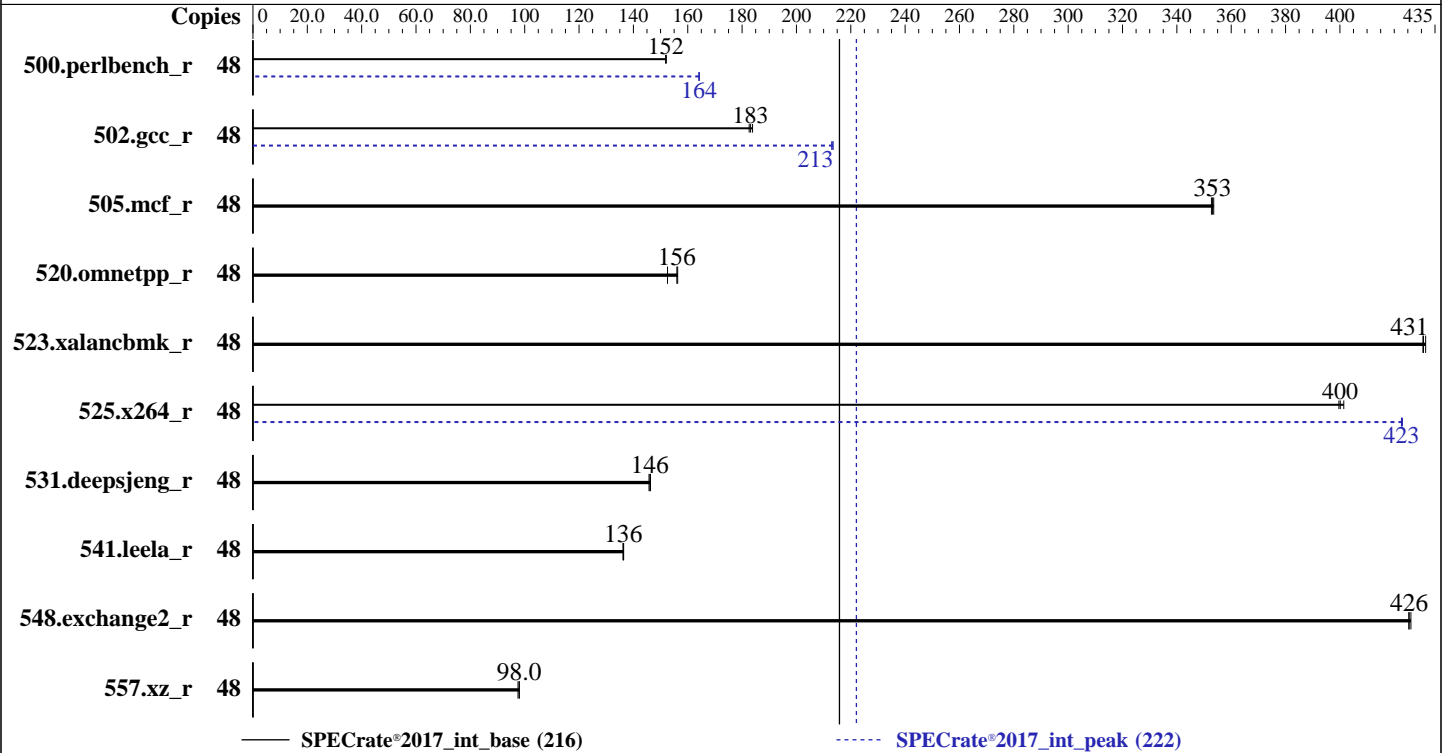 Copies 0 20.0 40.0 60.0 80.0 100 120 140 160 180 200 220 240 260 280 300 320 340 360 380 400 435
152
500.perlbench_r 48
164
183
502.gcc_r 48
213
353
505.mcf_r 48
156
520.omnetpp_r 48
431
523.xalancbmk_r 48
400
525.x264_r 48
423
146
531.deepsjeng_r 48
136
541.leela_r 48
426
548.exchange2_r 48
98.0
557.xz_r 48
SPECrate®2017_int_base (216) SPECrate®2017_int_peak (222)